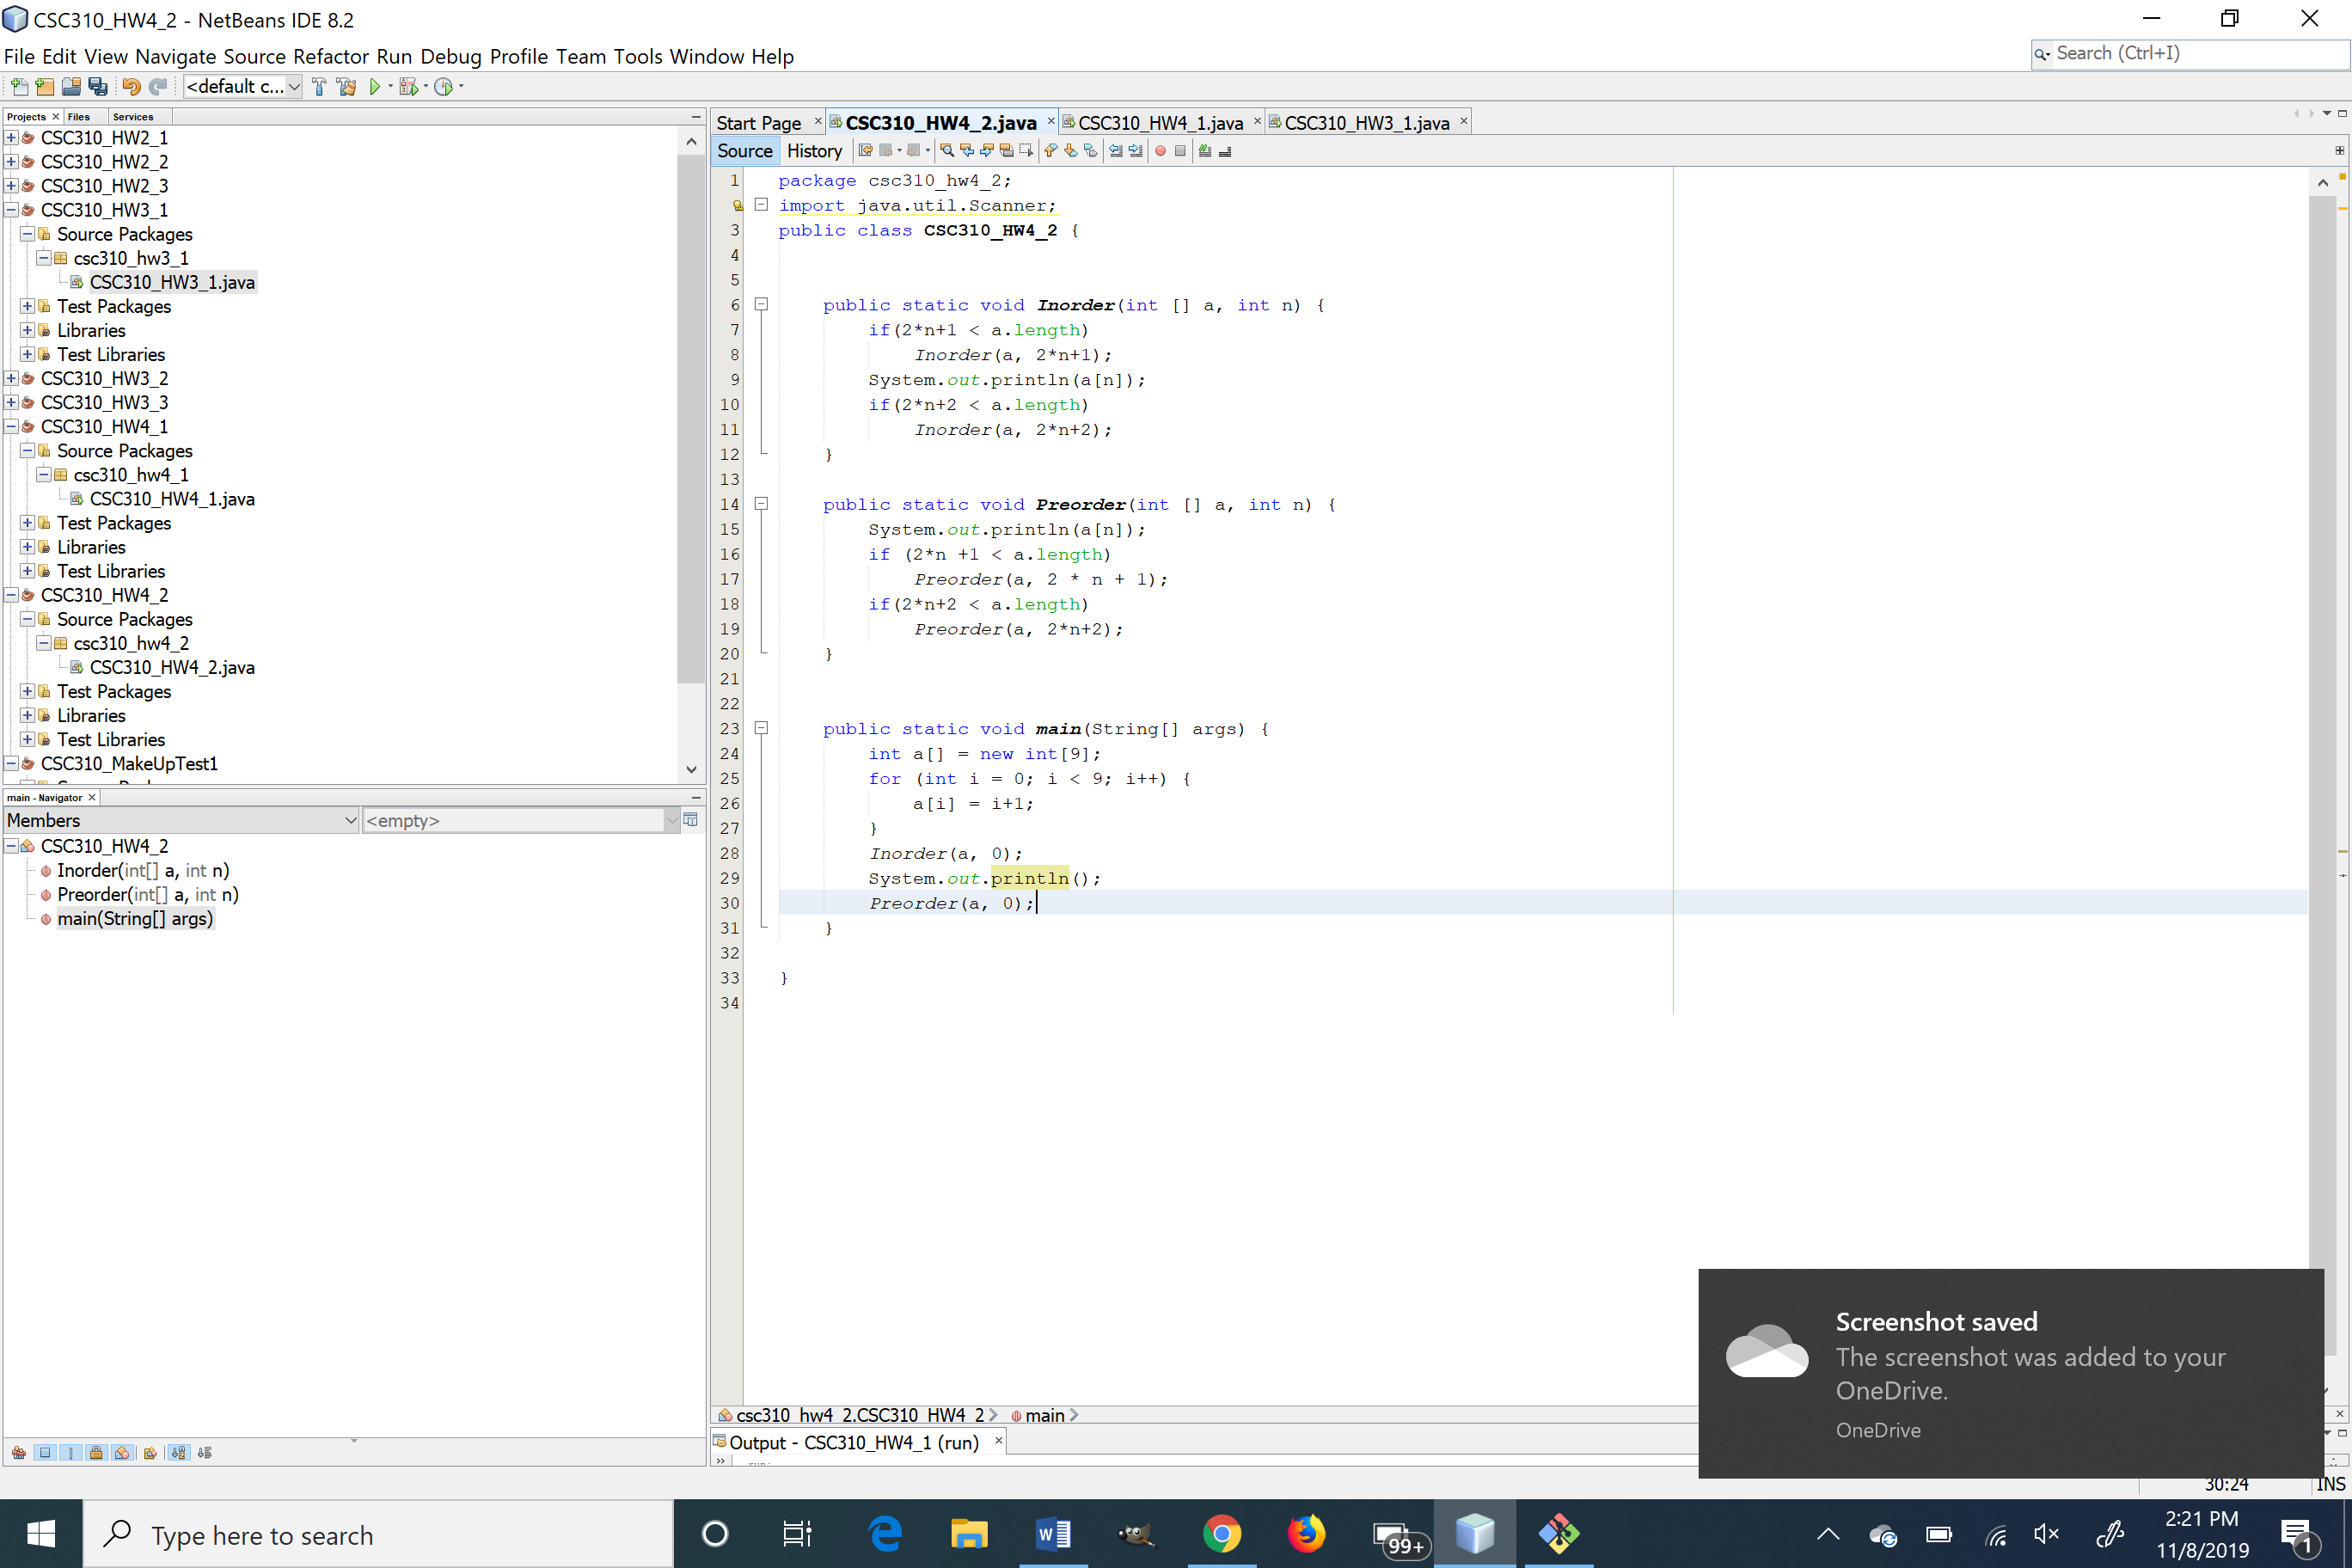 CSC310_HW4_2 - NetBeans IDE 8.2
File Edit View Navigate Source Refactor Run Debug Profile Team Tools Window Help
Search (Ctrl+I)
<default c...
Projects Files Services
CSC310_HW2_1
CSC310_HW2_2
CSC310_HW2_3
CSC310_HW3_1
Source Packages
csc310_hw3_1
CSC310_HW3_1.java
Test Packages
Libraries
Test Libraries
CSC310_HW3_2
CSC310_HW3_3
CSC310_HW4_1
Source Packages
csc310_hw4_1
CSC310_HW4_1.java
Test Packages
Libraries
Test Libraries
CSC310_HW4_2
Source Packages
csc310_hw4_2
CSC310_HW4_2.java
Test Packages
Libraries
Test Libraries
CSC310_MakeUpTest1
main - Navigator
Members <empty>
CSC310_HW4_2
Inorder(int[] a, int n)
Preorder(int[] a, int n)
main(String[] args)
Start Page CSC310_HW4_2.java CSC310_HW4_1.java CSC310_HW3_1.java
Source History
1 package csc310_hw4_2;
import java.util.Scanner;
3 public class CSC310_HW4_2 {
4
5
6 public static void Inorder(int [] a, int n) {
7 if(2*n+1 < a.length)
8 Inorder(a, 2*n+1);
9 System.out.println(a[n]);
10 if(2*n+2 < a.length)
11 Inorder(a, 2*n+2);
12 }
13
14 public static void Preorder(int [] a, int n) {
15 System.out.println(a[n]);
16 if (2*n +1 < a.length)
17 Preorder(a, 2 * n + 1);
18 if(2*n+2 < a.length)
19 Preorder(a, 2*n+2);
20 }
21
22
23 public static void main(String[] args) {
24 int a[] = new int[9];
25 for (int i = 0; i < 9; i++) {
26 a[i] = i+1;
27 }
28 Inorder(a, 0);
29 System.out.println();
30 Preorder(a, 0);
31 }
32
33 }
34
csc310_hw4_2.CSC310_HW4_2 main
Output - CSC310_HW4_1 (run)
Screenshot saved
The screenshot was added to your
OneDrive.
OneDrive
30:24 INS
Type here to search
99+
2:21 PM
11/8/2019
1